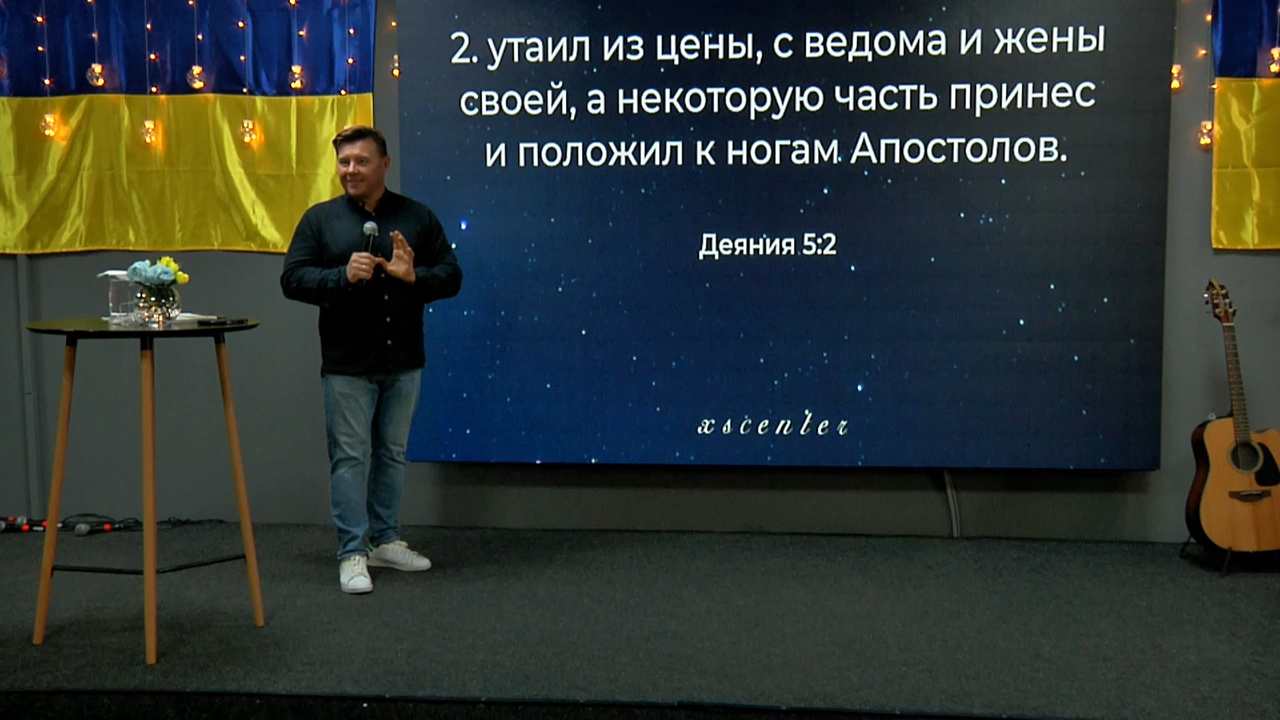 2. утаил из цены, с ведома и жены
своей, а некоторую часть принес
и положил к ногам Апостолов.
Деяния 5:2
xscenter